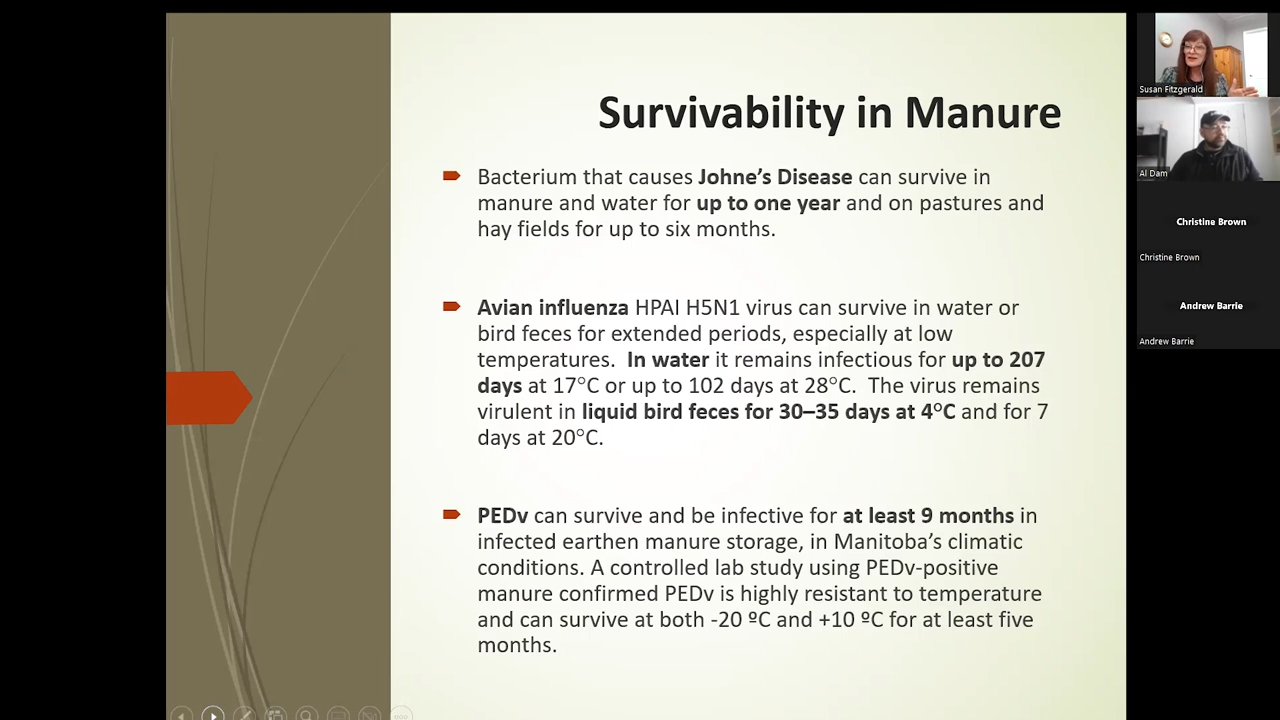 Survivability in Manure
Bacterium that causes Johne’s Disease can survive in
manure and water for up to one year and on pastures and
hay fields for up to six months.
Avian influenza HPAI H5N1 virus can survive in water or
bird feces for extended periods, especially at low
temperatures.  In water it remains infectious for up to 207
days at 17°C or up to 102 days at 28°C.  The virus remains
virulent in liquid bird feces for 30–35 days at 4°C and for 7
days at 20°C.
PEDv can survive and be infective for at least 9 months in
infected earthen manure storage, in Manitoba’s climatic
conditions. A controlled lab study using PEDv-positive
manure confirmed PEDv is highly resistant to temperature
and can survive at both -20 ºC and +10 ºC for at least five
months.
Susan Fitzgerald
Al Dam
Christine Brown
Christine Brown
Andrew Barrie
Andrew Barrie